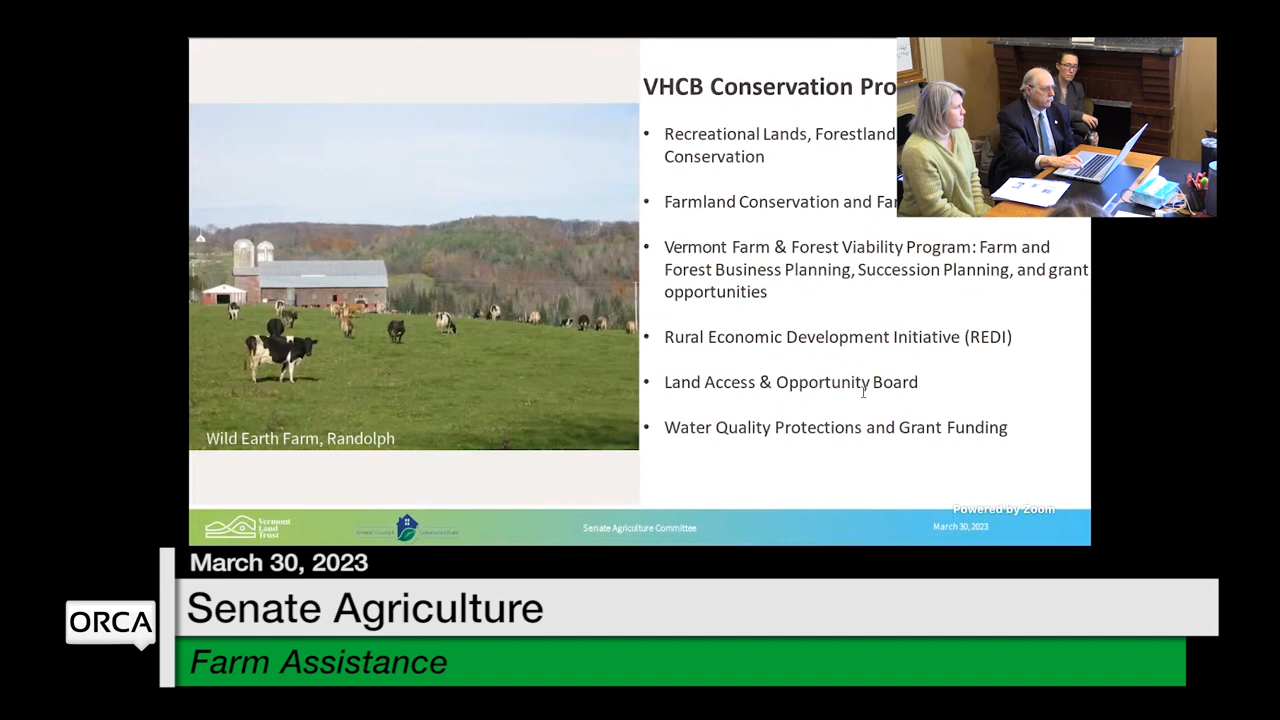 VHCB Conservation Pro
• Recreational Lands, Forestland
Conservation
• Farmland Conservation and Far
• Vermont Farm & Forest Viability Program: Farm and
Forest Business Planning, Succession Planning, and grant
opportunities
• Rural Economic Development Initiative (REDI)
• Land Access & Opportunity Board
• Water Quality Protections and Grant Funding
Wild Earth Farm, Randolph
Powered by Zoom
Vermont
Land
Trust
Senate Agriculture Committee
March 30, 2023
March 30, 2023
Senate Agriculture
ORCA
Farm Assistance